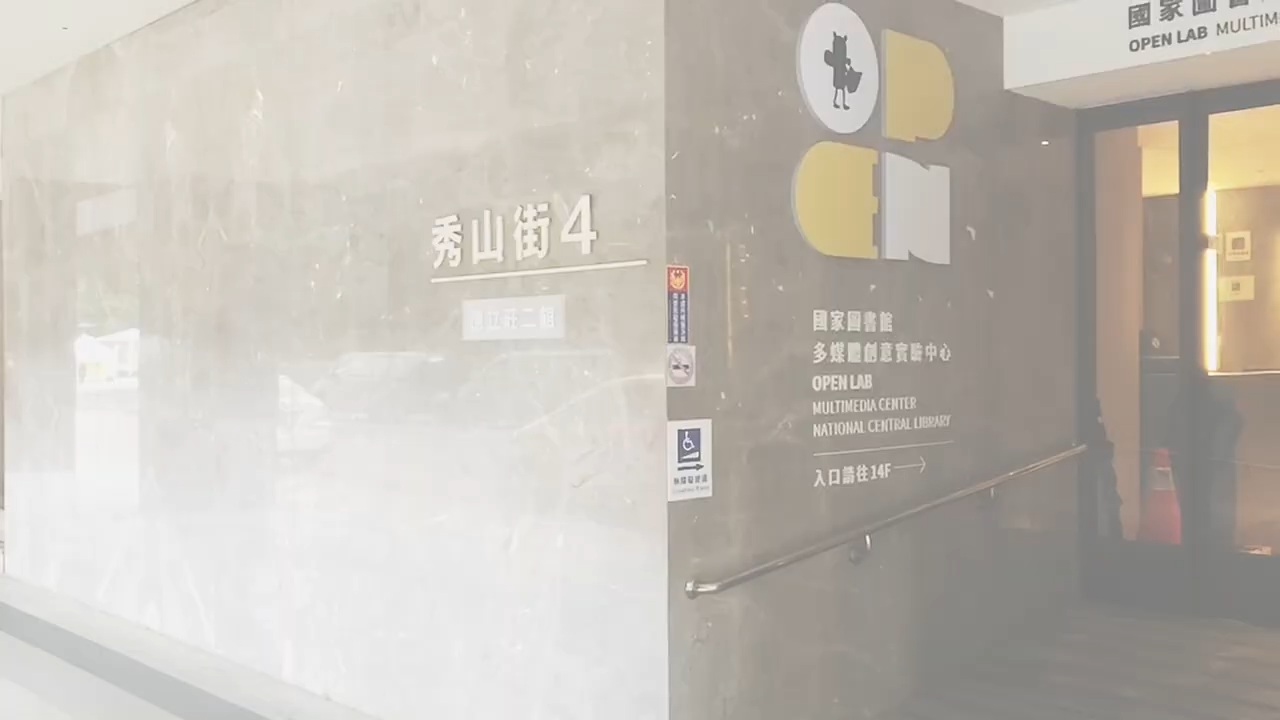 秀山街4
國家圖書
OPEN LAB MULTIM
OPEN
國家圖書館
多媒體創意實驗中心
OPEN LAB
MULTIMEDIA CENTER
NATIONAL CENTRAL LIBRARY
入口請往14F